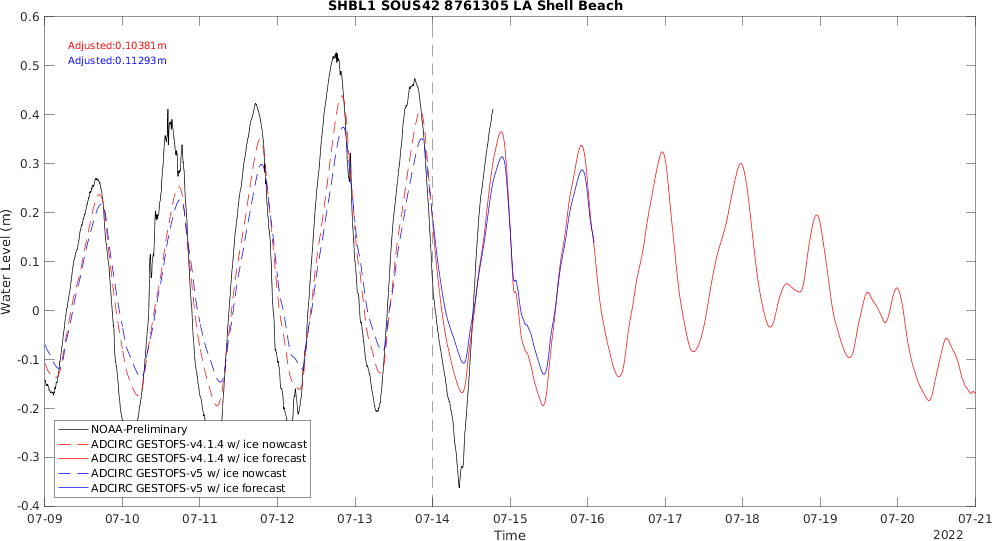 SHBL1 SOUS42 8761305 LA Shell Beach
Adjusted:0.10381m
Adjusted:0.11293m
Water Level (m)
0.6
0.5
0.4
0.3
0.2
0.1
0
-0.1
-0.2
-0.3
-0.4
NOAA-Preliminary
ADCIRC GESTOFS-v4.1.4 w/ ice nowcast
ADCIRC GESTOFS-v4.1.4 w/ ice forecast
ADCIRC GESTOFS-v5 w/ ice nowcast
ADCIRC GESTOFS-v5 w/ ice forecast
07-09 07-10 07-11 07-12 07-13 07-14 07-15 07-16 07-17 07-18 07-19 07-20 07-21
Time
2022